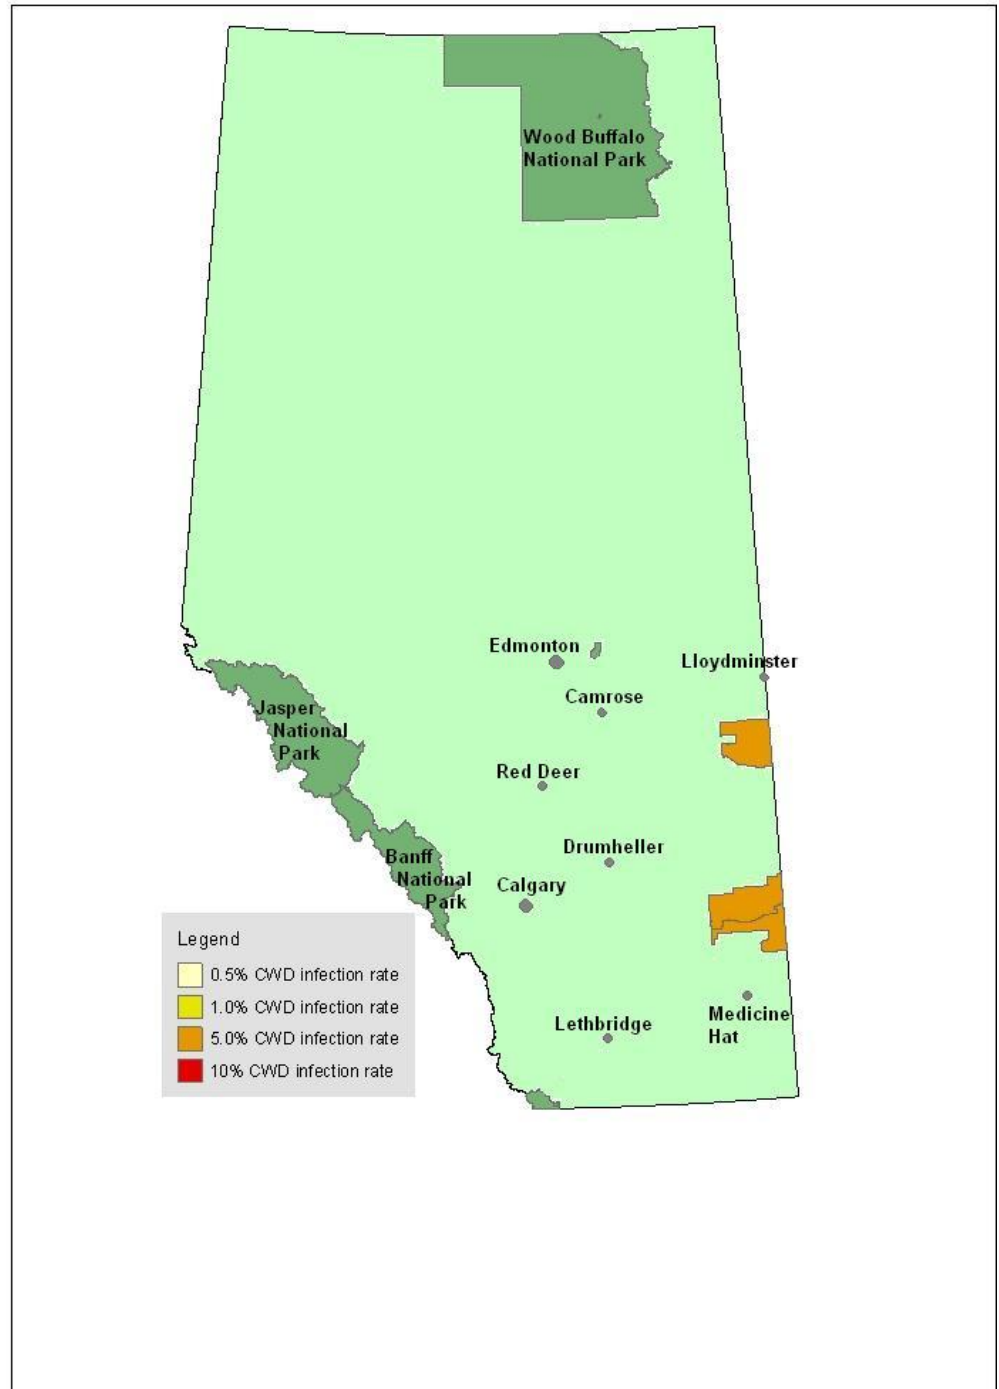 Wood Buffalo
National Park
Edmonton
Lloydminster
Camrose
Jasper
National
Park
Red Deer
Drumheller
Banff
National
Park
Calgary
Legend
0.5% CWD infection rate
1.0% CWD infection rate
5.0% CWD infection rate
10% CWD infection rate
Medicine
Hat
Lethbridge